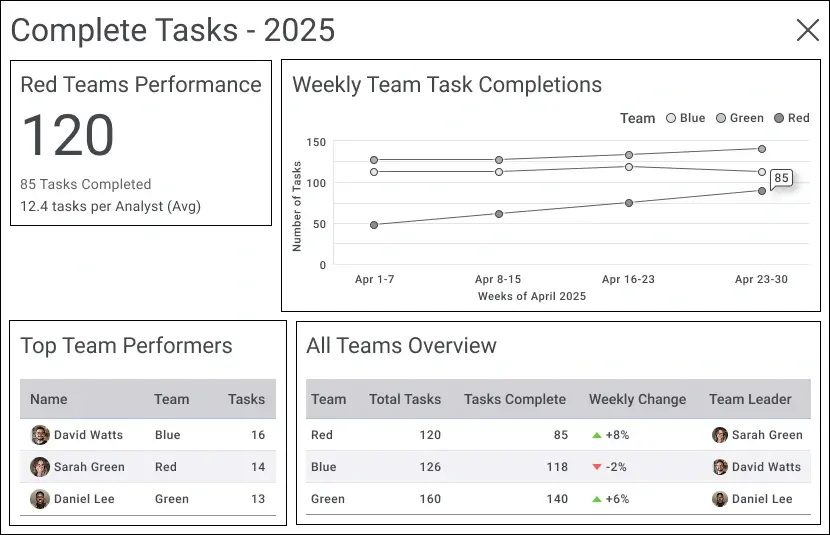 Complete Tasks - 2025
Red Teams Performance
120
85 Tasks Completed
12.4 tasks per Analyst (Avg)
Weekly Team Task Completions
Team Blue Green Red
Number of Tasks
150
100
50
0
85
Apr 1-7 Apr 8-15 Apr 16-23 Apr 23-30
Weeks of April 2025
Top Team Performers
Name Team Tasks
David Watts Blue 16
Sarah Green Red 14
Daniel Lee Green 13
All Teams Overview
Team Total Tasks Tasks Complete Weekly Change Team Leader
Red 120 85 +8% Sarah Green
Blue 126 118 -2% David Watts
Green 160 140 +6% Daniel Lee